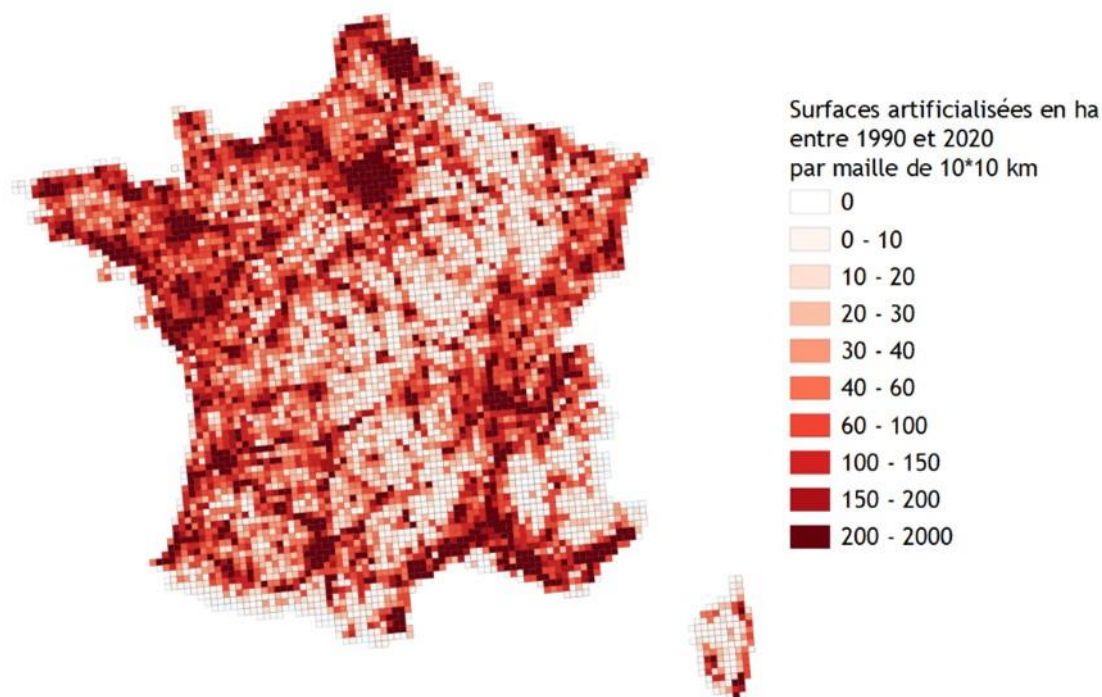 Surfaces artificialisées en ha
entre 1990 et 2020
par maille de 10*10 km
0
0 - 10
10 - 20
20 - 30
30 - 40
40 - 60
60 - 100
100 - 150
150 - 200
200 - 2000